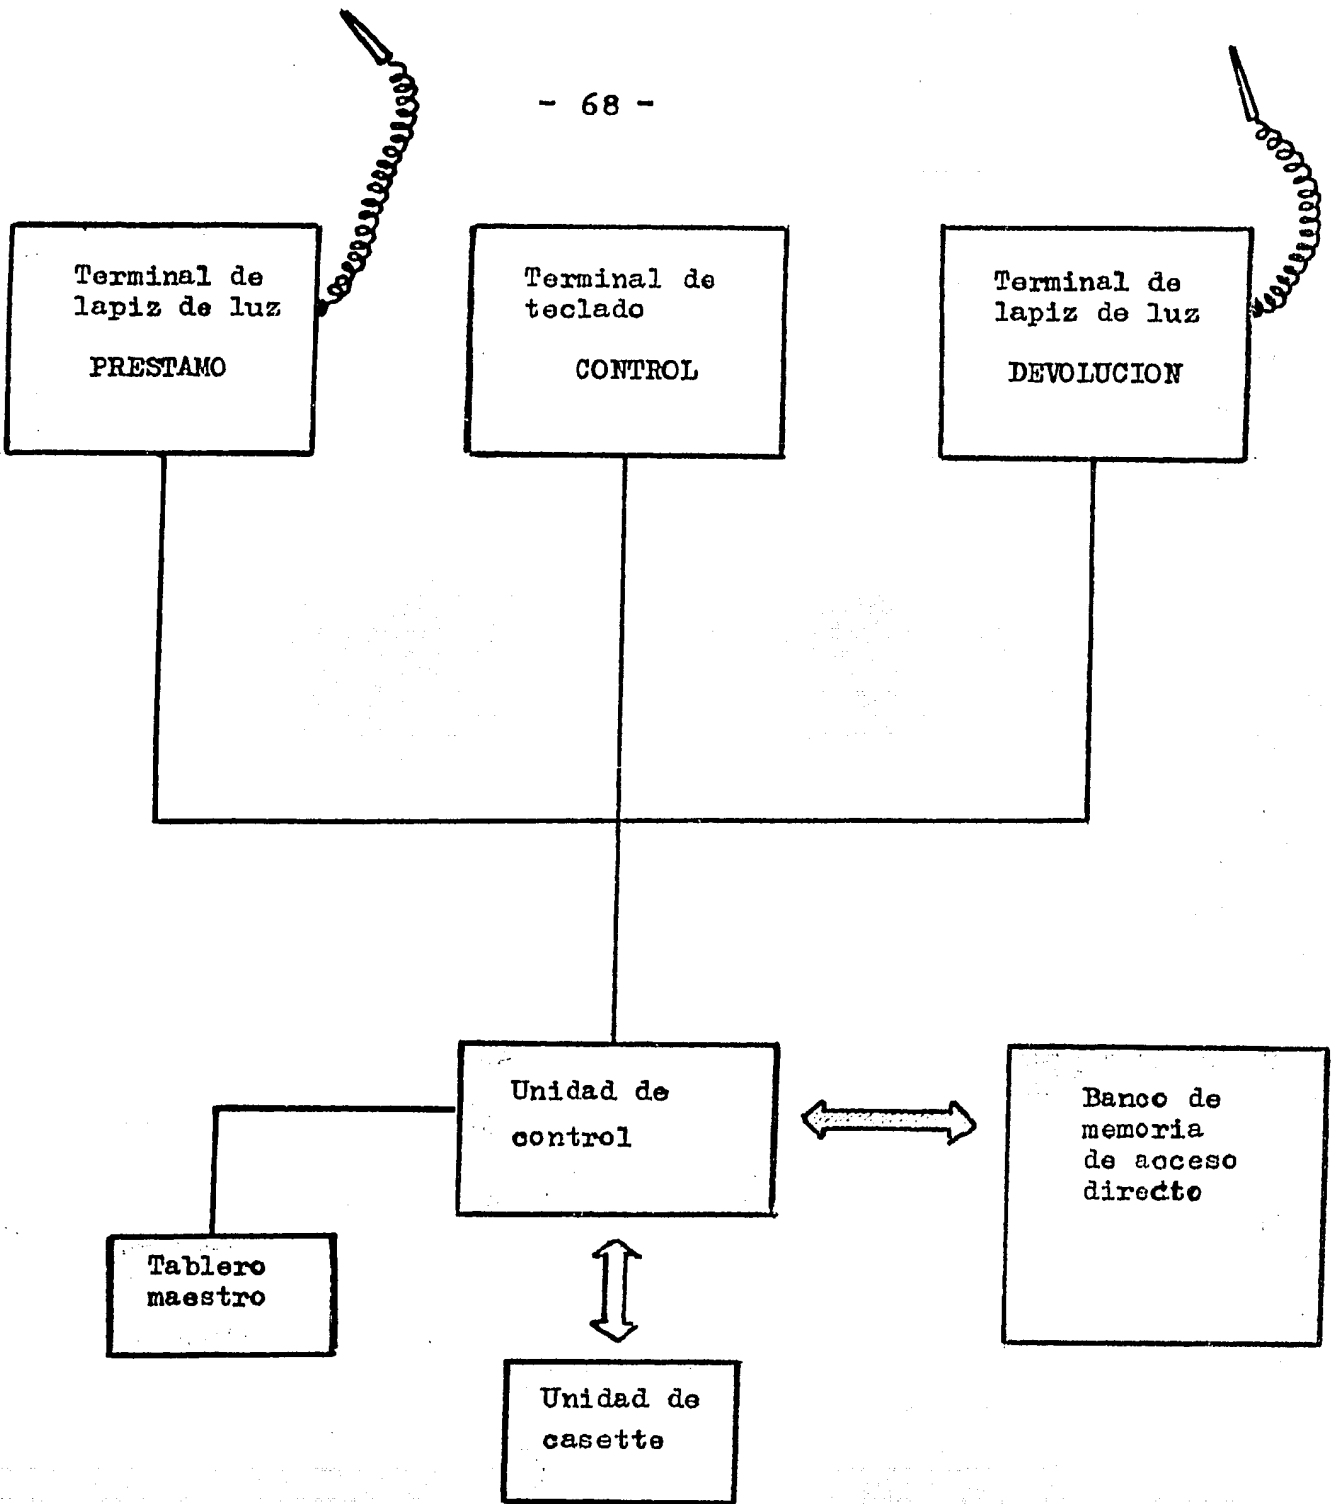 - 68 -
Terminal de
lapiz de luz
PRESTAMO
Terminal de
teclado
CONTROL
Terminal de
lapiz de luz
DEVOLUCION
Unidad de
control
Banco de
memoria
de acceso
directo
Tablero
maestro
Unidad de
casette